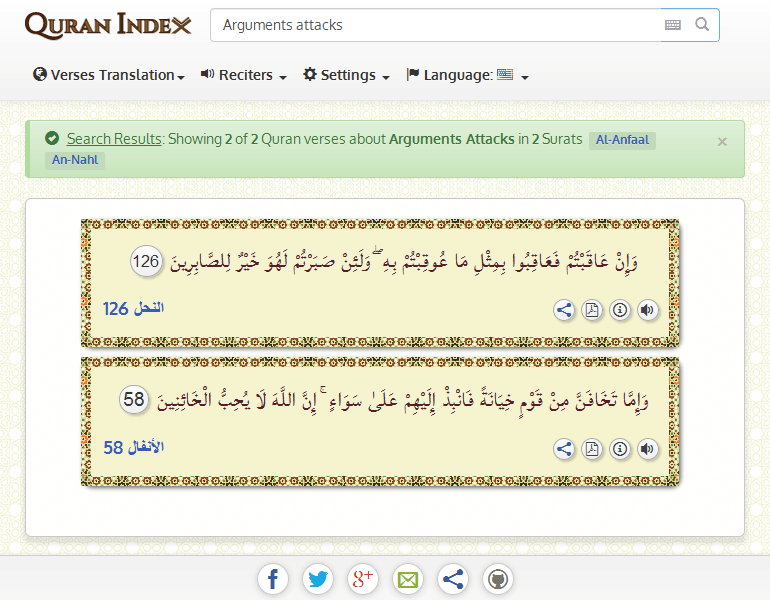 QURAN INDEX
Arguments attacks
Verses Translation Reciters Settings Language:
Search Results: Showing 2 of 2 Quran verses about Arguments Attacks in 2 Surats Al-Anfaal
An-Nahl
×
وَإِنْ عَاقَبْتُمْ فَعَاقِبُوا بِمِثْلِ مَا عُوقِبْتُمْ بِهِ ۖ وَلَئِنْ صَبَرْتُمْ لَهُوَ خَيْرٌ لِلصَّابِرِينَ 126
النحل 126
وَإِمَّا تَخَافَنَّ مِنْ قَوْمٍ خِيَانَةً فَانْبِذْ إِلَيْهِمْ عَلَىٰ سَوَاءٍ ۚ إِنَّ اللَّهَ لَا يُحِبُّ الْخَائِنِينَ 58
الأنفال 58